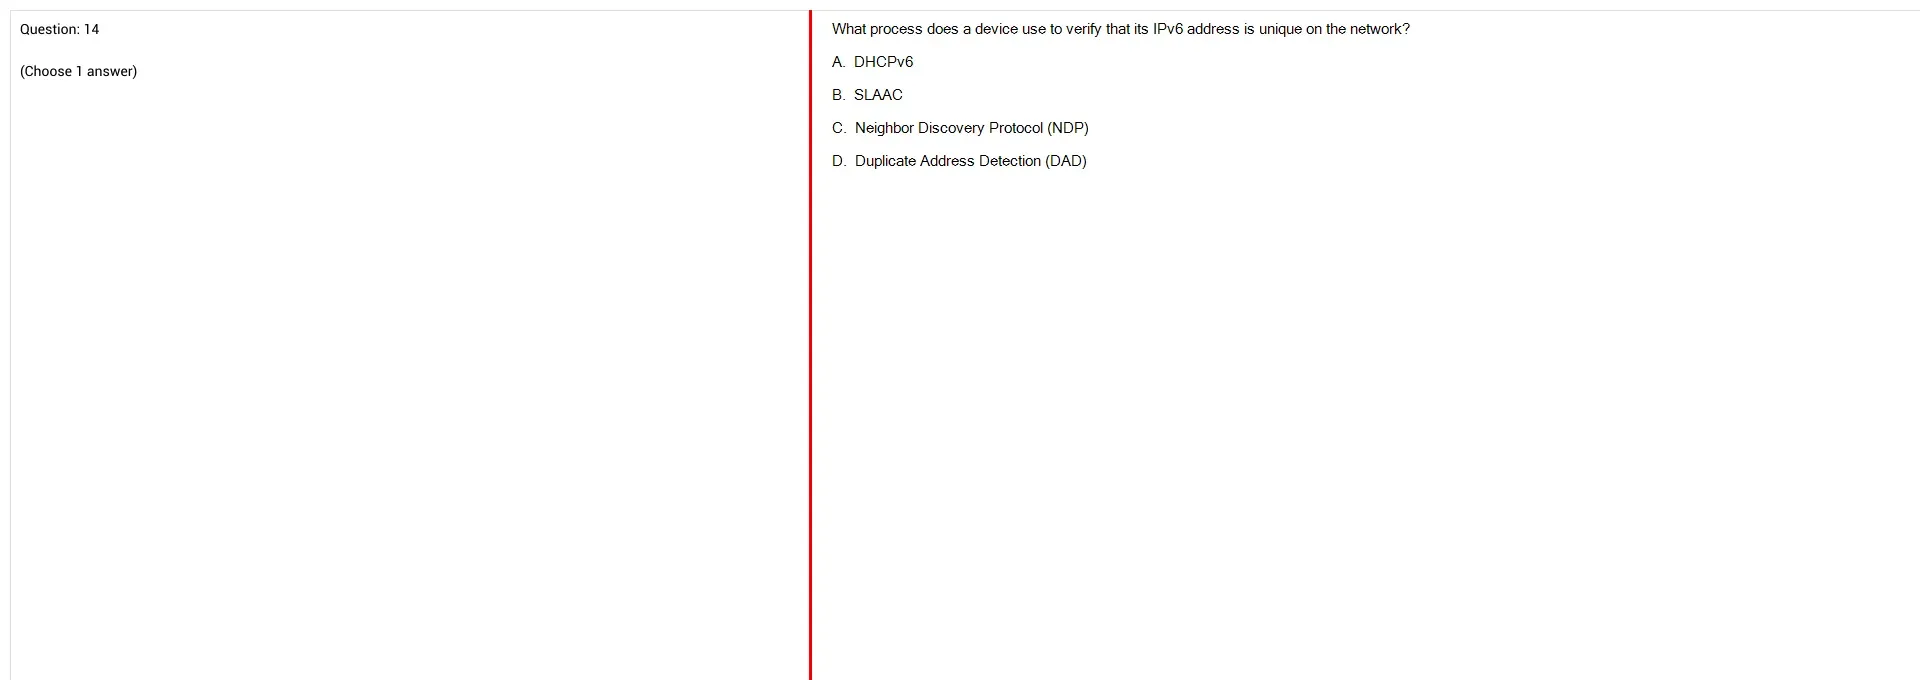 Question: 14
(Choose 1 answer)
What process does a device use to verify that its IPv6 address is unique on the network?
A. DHCPv6
B. SLAAC
C. Neighbor Discovery Protocol (NDP)
D. Duplicate Address Detection (DAD)